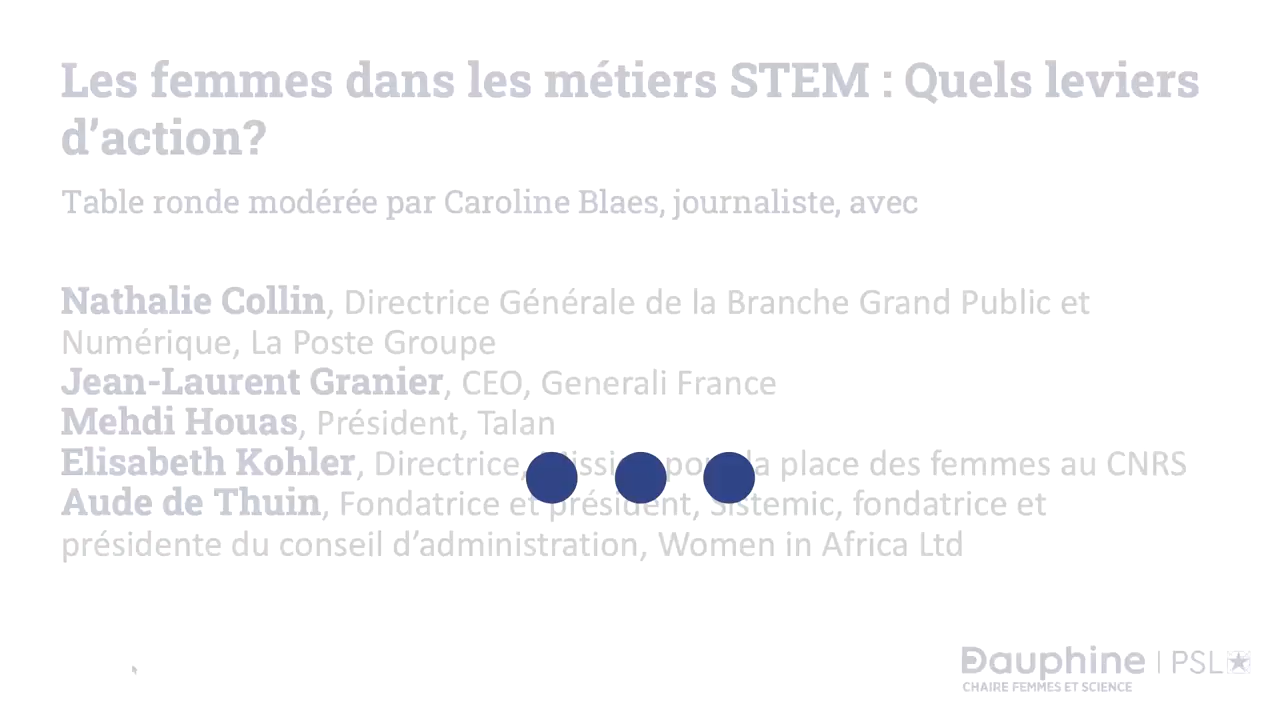 Les femmes dans les métiers STEM : Quels leviers
d’action?
Table ronde modérée par Caroline Blaes, journaliste, avec
Nathalie Collin, Directrice Générale de la Branche Grand Public et
Numérique, La Poste Groupe
Jean-Laurent Granier, CEO, Generali France
Mehdi Houas, Président, Talan
Elisabeth Kohler, Directrice, Mission pour la place des femmes au CNRS
Aude de Thuin, Fondatrice et président, Sistemic, fondatrice et
présidente du conseil d’administration, Women in Africa Ltd
Dauphine | PSL
CHAIRE FEMMES ET SCIENCE